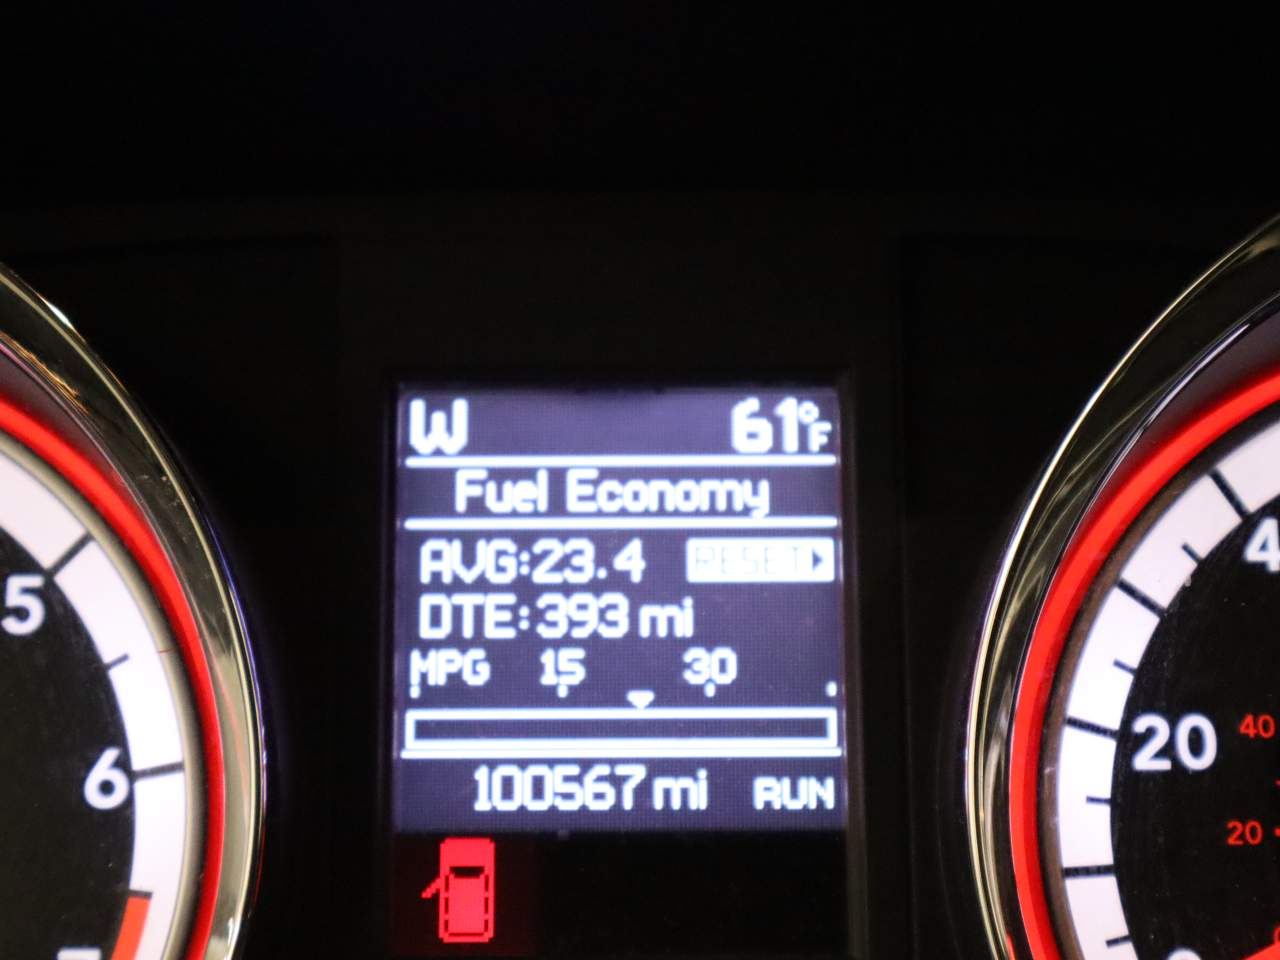 W 61°F
Fuel Economy
AVG:23.4 RESET
DTE:393 mi
MPG 15 30
100567 mi RUN
5
6
4
20
40
20